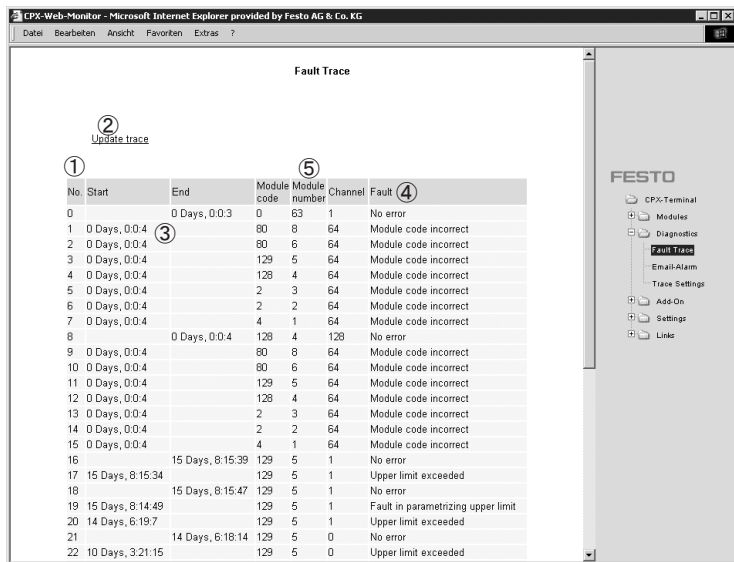 CPX-Web-Monitor - Microsoft Internet Explorer provided by Festo AG & Co. KG
Datei Bearbeiten Ansicht Favoriten Extras ?
Fault Trace
②
Update trace
① ⑤
No. Start End Module code Module number Channel Fault ④
0 0 Days, 0:0:3 0 63 1 No error
1 0 Days, 0:0:4 ③ 80 8 64 Module code incorrect
2 0 Days, 0:0:4 80 6 64 Module code incorrect
3 0 Days, 0:0:4 129 5 64 Module code incorrect
4 0 Days, 0:0:4 128 4 64 Module code incorrect
5 0 Days, 0:0:4 2 3 64 Module code incorrect
6 0 Days, 0:0:4 2 2 64 Module code incorrect
7 0 Days, 0:0:4 4 1 64 Module code incorrect
8 0 Days, 0:0:4 128 4 128 No error
9 0 Days, 0:0:4 80 8 64 Module code incorrect
10 0 Days, 0:0:4 80 6 64 Module code incorrect
11 0 Days, 0:0:4 129 5 64 Module code incorrect
12 0 Days, 0:0:4 128 4 64 Module code incorrect
13 0 Days, 0:0:4 2 3 64 Module code incorrect
14 0 Days, 0:0:4 2 2 64 Module code incorrect
15 0 Days, 0:0:4 4 1 64 Module code incorrect
16 15 Days, 8:15:39 129 5 1 No error
17 15 Days, 8:15:34 129 5 1 Upper limit exceeded
18 15 Days, 8:15:47 129 5 1 No error
19 15 Days, 8:14:49 129 5 1 Fault in parametrizing upper limit
20 14 Days, 6:19:7 129 5 1 Upper limit exceeded
21 14 Days, 6:18:14 129 5 0 No error
22 10 Days, 3:21:15 129 5 0 Upper limit exceeded
FESTO
CPX-Terminal
Modules
Diagnostics
Fault Trace
Email-Alarm
Trace Settings
Add-On
Settings
Links